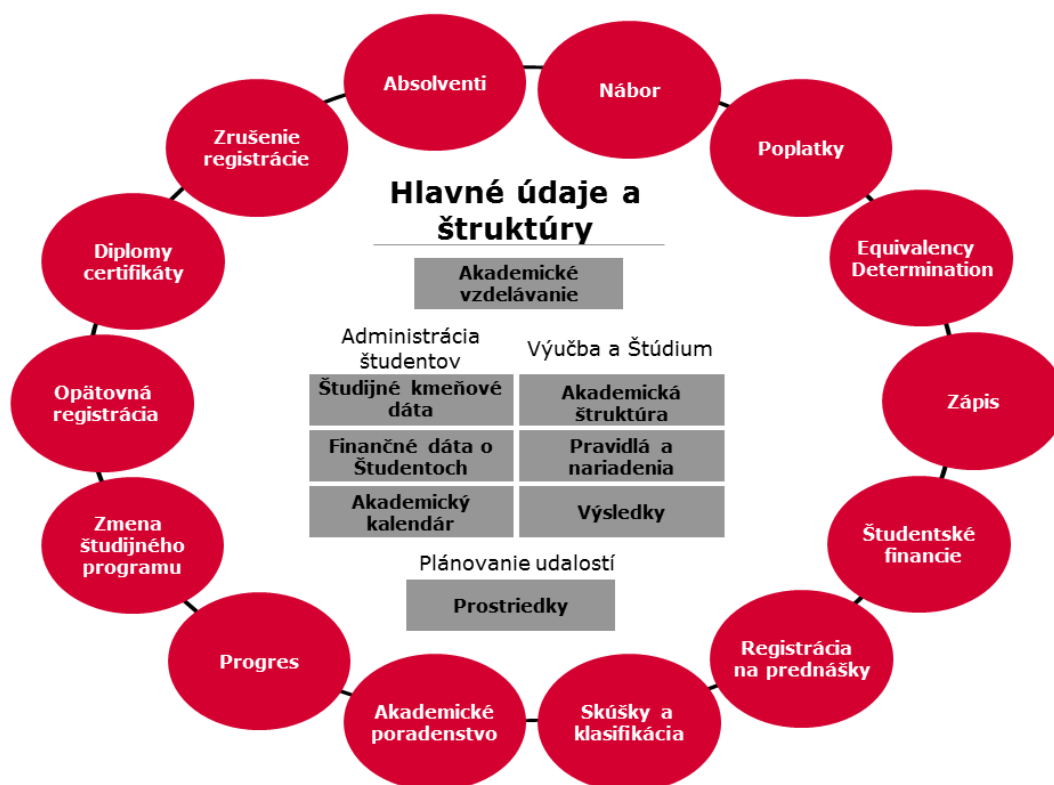 Absolventi
Nábor
Zrušenie
registrácie
Poplatky
Hlavné údaje a
štruktúry
Diplomy
certifikáty
Equivalency
Determination
Akademické
vzdelávanie
Administrácia
študentov
Výučba a Štúdium
Opätovná
registrácia
Študijné kmeňové
dáta
Akademická
štruktúra
Zápis
Finančné dáta o
Študentoch
Pravidlá a
nariadenia
Akademický
kalendár
Výsledky
Zmena
študijného
programu
Študentské
financie
Plánovanie udalostí
Prostriedky
Progres
Registrácia
na prednášky
Akademické
poradenstvo
Skúšky a
klasifikácia